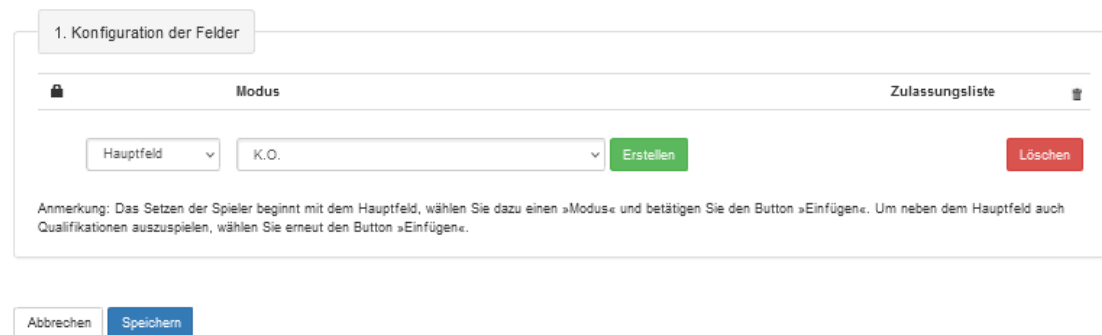 1. Konfiguration der Felder
Modus Zulassungsliste
Hauptfeld K.O. Erstellen Löschen
Anmerkung: Das Setzen der Spieler beginnt mit dem Hauptfeld, wählen Sie dazu einen »Modus« und betätigen Sie den Button »Einfügen«. Um neben dem Hauptfeld auch
Qualifikationen auszuspielen, wählen Sie erneut den Button »Einfügen«.
Abbrechen Speichern